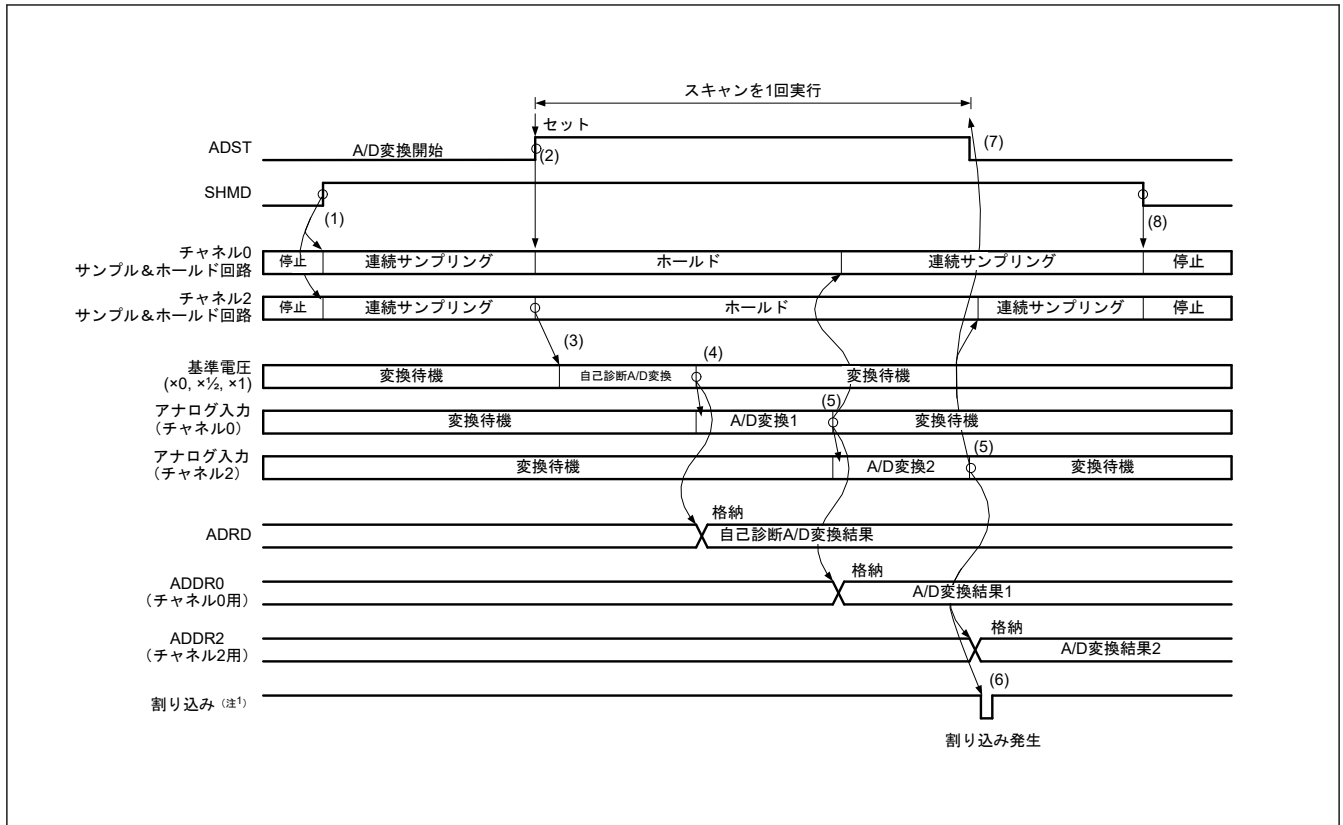 スキャンを1回実行
セット
ADST
A/D変換開始
(2)
(7)
SHMD
(1)
(8)
チャネル0
サンプル＆ホールド回路
停止
連続サンプリング
ホールド
連続サンプリング
停止
チャネル2
サンプル＆ホールド回路
停止
連続サンプリング
ホールド
連続サンプリング
停止
(3)
(4)
基準電圧
(×0, ×½, ×1)
変換待機
自己診断A/D変換
変換待機
(5)
アナログ入力
（チャネル0）
変換待機
A/D変換1
変換待機
(5)
アナログ入力
（チャネル2）
変換待機
A/D変換2
変換待機
格納
ADRD
自己診断A/D変換結果
格納
ADDR0
（チャネル0用）
A/D変換結果1
格納
ADDR2
（チャネル2用）
A/D変換結果2
(6)
割り込み（注1）
割り込み発生